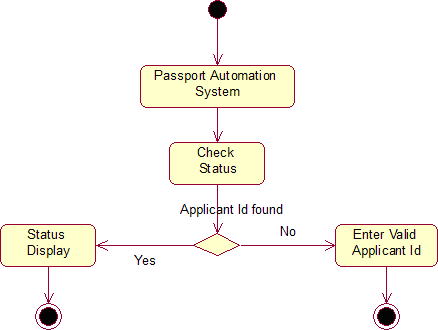 Passport Automation
System
Check
Status
Applicant Id found
No
Yes
Status
Display
Enter Valid
Applicant Id